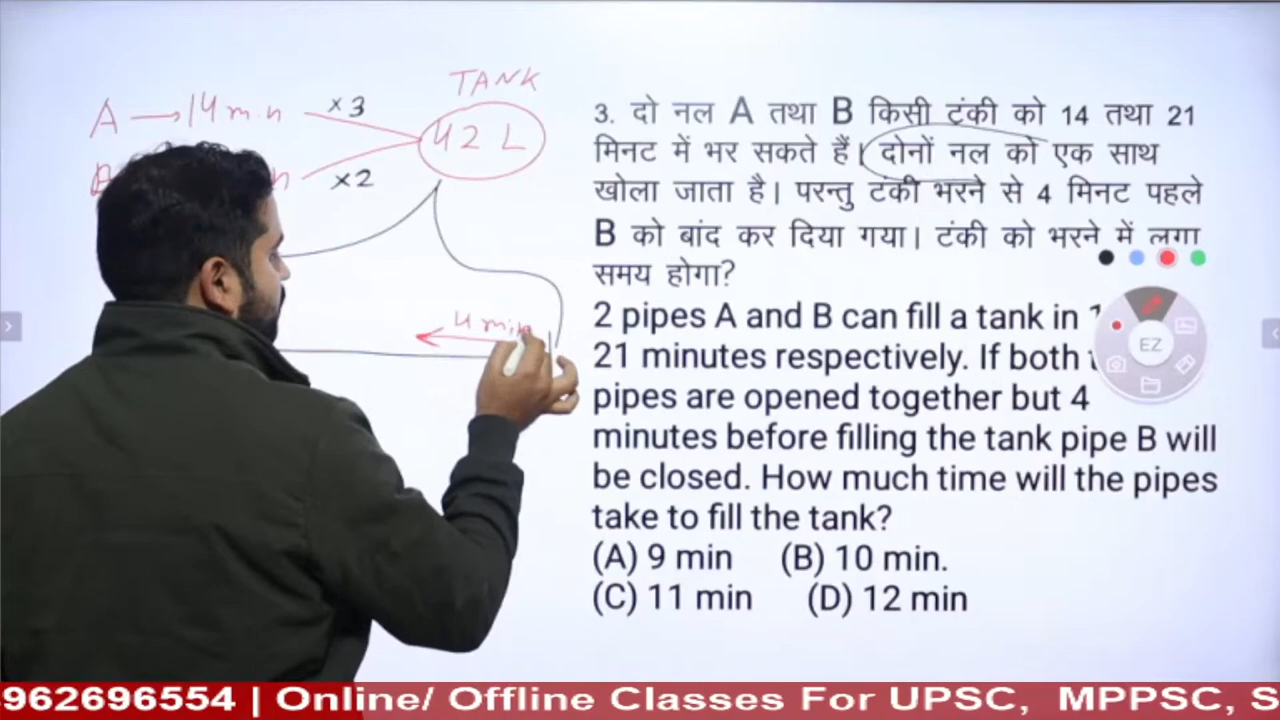 TANK
A → 14 min ×3
42 L
×2
4 min
3. दो नल A तथा B किसी टंकी को 14 तथा 21
मिनट में भर सकते हैं। दोनों नल को एक साथ
खोला जाता है। परन्तु टंकी भरने से 4 मिनट पहले
B को बांद कर दिया गया। टंकी को भरने में लगा
समय होगा?
2 pipes A and B can fill a tank in
21 minutes respectively. If both
pipes are opened together but 4
minutes before filling the tank pipe B will
be closed. How much time will the pipes
take to fill the tank?
(A) 9 min (B) 10 min.
(C) 11 min (D) 12 min
EZ
962696554 | Online/ Offline Classes For UPSC, MPPSC, S